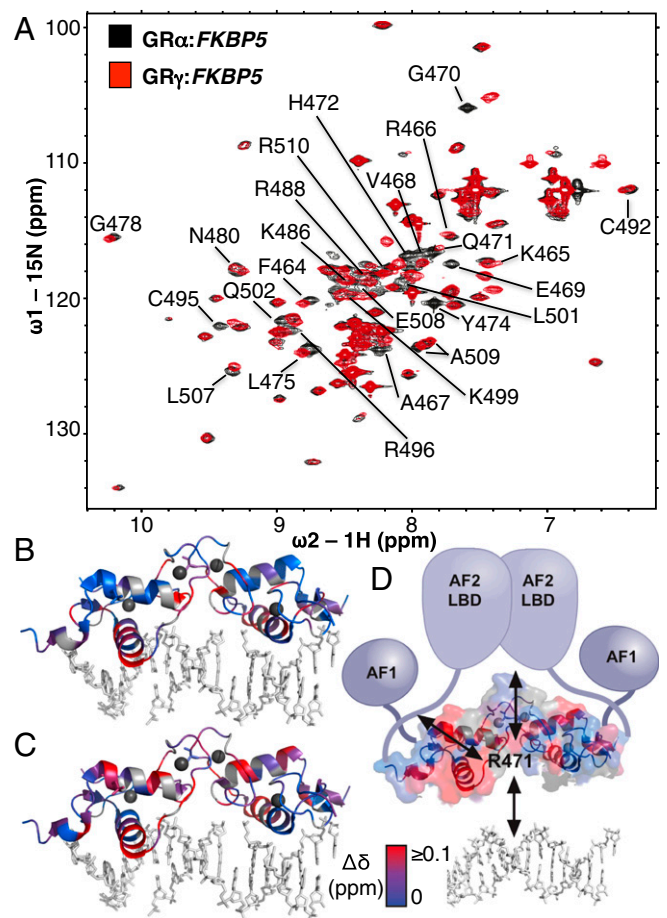 A
GRα:FKBP5
GRγ:FKBP5
100
110
120
130
ω1 – 15N (ppm)
10
9
8
7
ω2 – 1H (ppm)
G470
H472
R466
R510
V468
R488
C492
G478
K486
Q471
N480
K465
F464
E469
Q502
C495
E508
Y474
L501
A509
L507
L475
A467
K499
R496
B
C
D
AF2
LBD
AF2
LBD
AF1
AF1
R471
Δδ
(ppm)
≥0.1
0